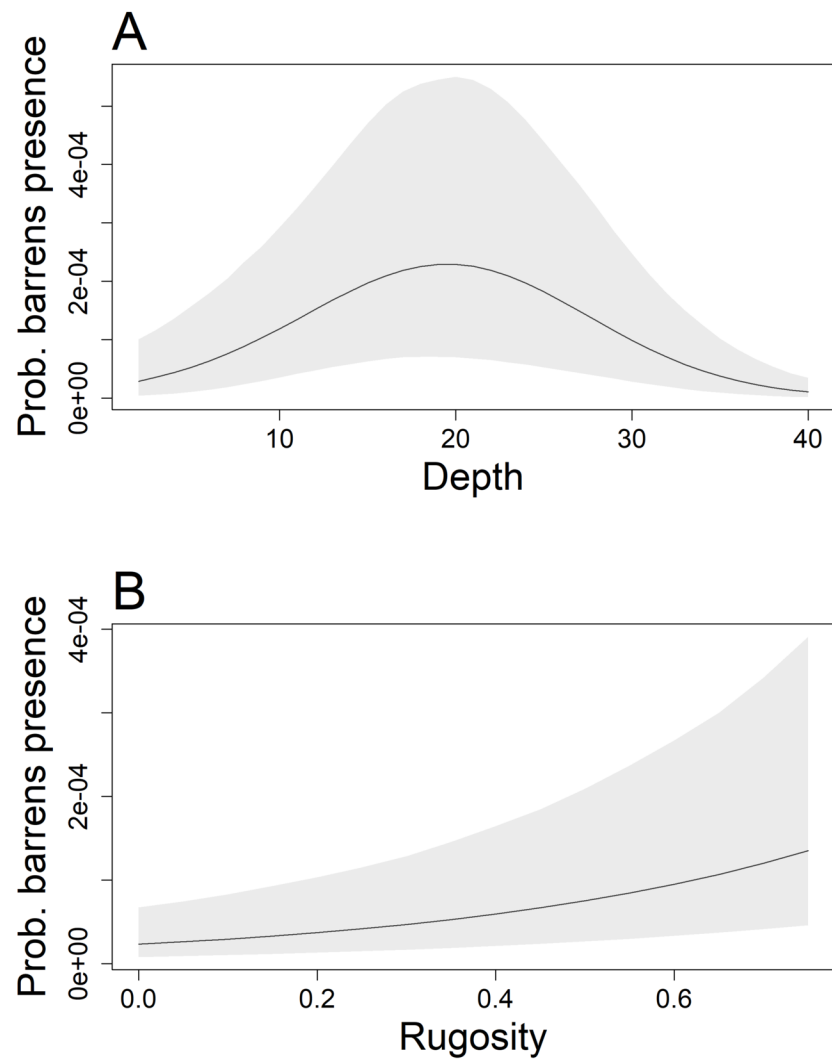 A
Prob. barrens presence
0e+00 2e-04 4e-04
10 20 30 40
Depth
B
Prob. barrens presence
0e+00 2e-04 4e-04
0.0 0.2 0.4 0.6
Rugosity